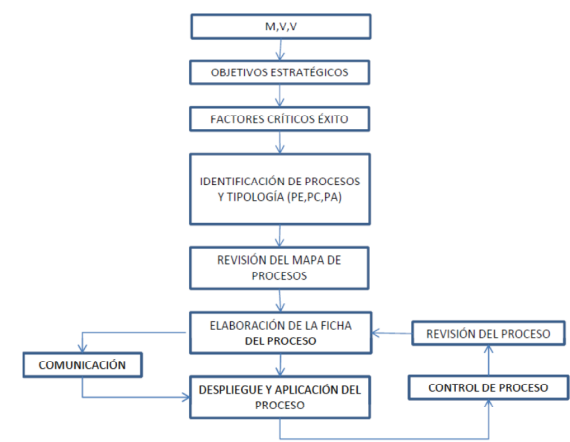 M,V,V
OBJETIVOS ESTRATÉGICOS
FACTORES CRÍTICOS ÉXITO
IDENTIFICACIÓN DE PROCESOS
Y TIPOLOGÍA (PE,PC,PA)
REVISIÓN DEL MAPA DE
PROCESOS
ELABORACIÓN DE LA FICHA
DEL PROCESO
REVISIÓN DEL PROCESO
COMUNICACIÓN
DESPLIEGUE Y APLICACIÓN DEL
PROCESO
CONTROL DE PROCESO